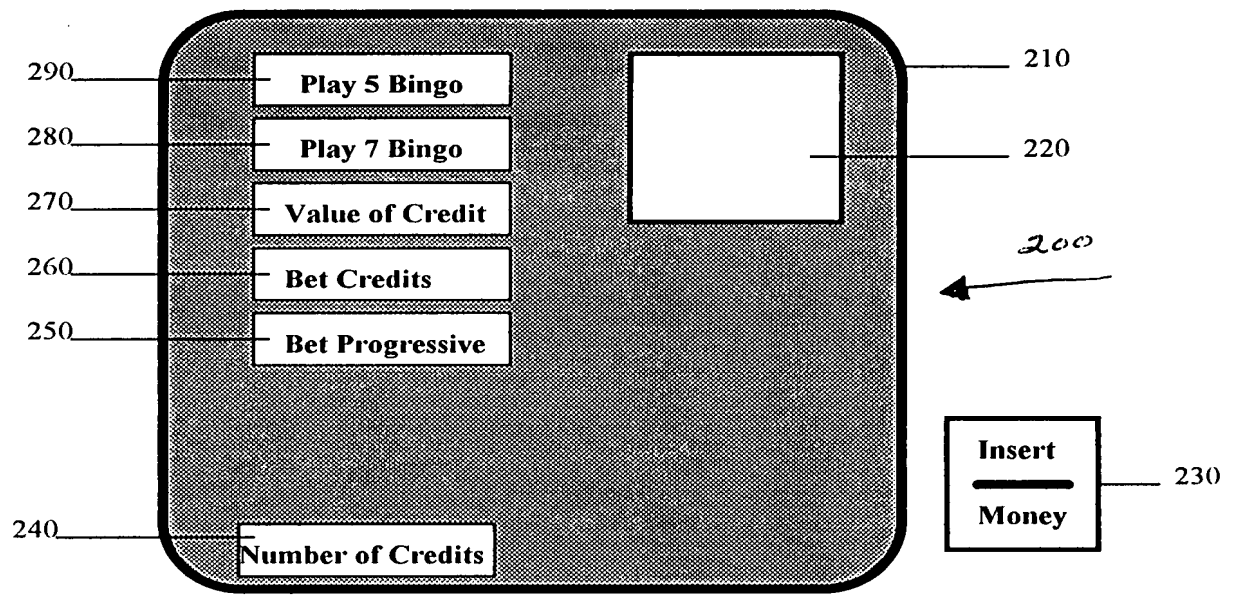 290 Play 5 Bingo 210
280 Play 7 Bingo 220
270 Value of Credit
200
260 Bet Credits
250 Bet Progressive
Insert
230
Money
240
Number of Credits